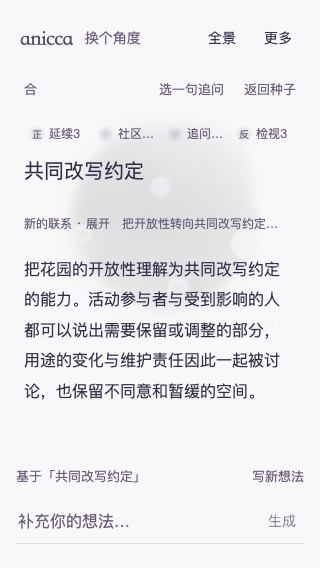 anicca 换个角度 全景 更多
合 选一句追问 返回种子
正 延续3 社区… 追问… 反 检视3
共同改写约定
新的联系 · 展开 把开放性转向共同改写约定…
把花园的开放性理解为共同改写约定
的能力。活动参与者与受到影响的人
都可以说出需要保留或调整的部分，
用途的变化与维护责任因此一起被讨
论，也保留不同意和暂缓的空间。
基于「共同改写约定」 写新想法
补充你的想法… 生成